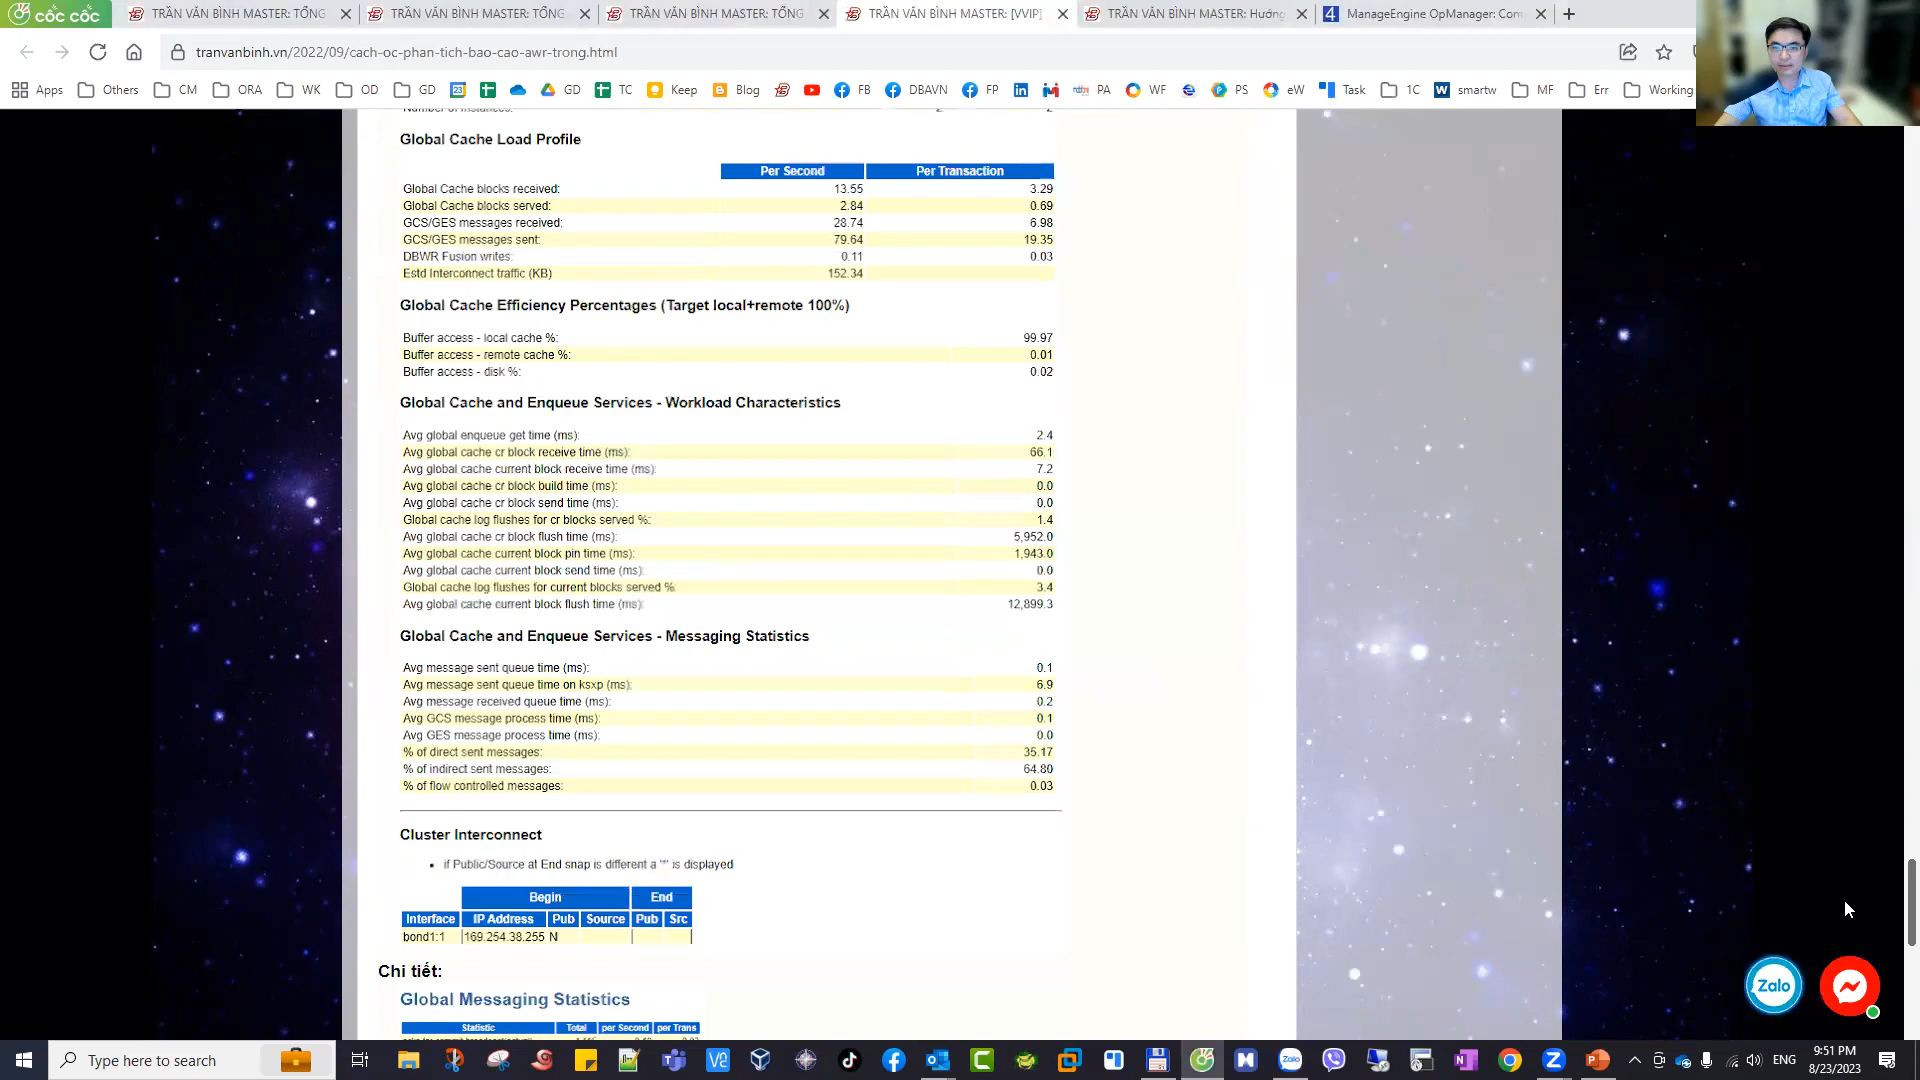 cốc cốc
TRẦN VĂN BÌNH MASTER: TỔNG
TRẦN VĂN BÌNH MASTER: TỔNG
TRẦN VĂN BÌNH MASTER: TỔNG
TRẦN VĂN BÌNH MASTER: [VVIP]
TRẦN VĂN BÌNH MASTER: Hướng
ManageEngine OpManager: Com
tranvanbinh.vn/2022/09/cach-oc-phan-tich-bao-cao-awr-trong.html
Apps Others CM ORA WK OD GD GD TC Keep Blog FB DBAVN FP PA WF PS eW Task 1C smartw MF Err Working
Number of Instances: 2 2
Global Cache Load Profile
Per Second Per Transaction
Global Cache blocks received: 13.55 3.29
Global Cache blocks served: 2.84 0.69
GCS/GES messages received: 28.74 6.98
GCS/GES messages sent: 79.64 19.35
DBWR Fusion writes: 0.11 0.03
Estd Interconnect traffic (KB) 152.34
Global Cache Efficiency Percentages (Target local+remote 100%)
Buffer access - local cache %: 99.97
Buffer access - remote cache %: 0.01
Buffer access - disk %: 0.02
Global Cache and Enqueue Services - Workload Characteristics
Avg global enqueue get time (ms): 2.4
Avg global cache cr block receive time (ms): 66.1
Avg global cache current block receive time (ms): 7.2
Avg global cache cr block build time (ms): 0.0
Avg global cache cr block send time (ms): 0.0
Global cache log flushes for cr blocks served %: 1.4
Avg global cache cr block flush time (ms): 5,952.0
Avg global cache current block pin time (ms): 1,943.0
Avg global cache current block send time (ms): 0.0
Global cache log flushes for current blocks served %: 3.4
Avg global cache current block flush time (ms): 12,899.3
Global Cache and Enqueue Services - Messaging Statistics
Avg message sent queue time (ms): 0.1
Avg message sent queue time on ksxp (ms): 6.9
Avg message received queue time (ms): 0.2
Avg GCS message process time (ms): 0.1
Avg GES message process time (ms): 0.0
% of direct sent messages: 35.17
% of indirect sent messages: 64.80
% of flow controlled messages: 0.03
Cluster Interconnect
• if Public/Source at End snap is different a '*' is displayed
Begin End
Interface IP Address Pub Source Pub Src
bond1:1 169.254.38.255 N
Chi tiết:
Global Messaging Statistics
Statistic Total per Second per Trans
Zalo
Type here to search
ENG
9:51 PM
8/23/2023